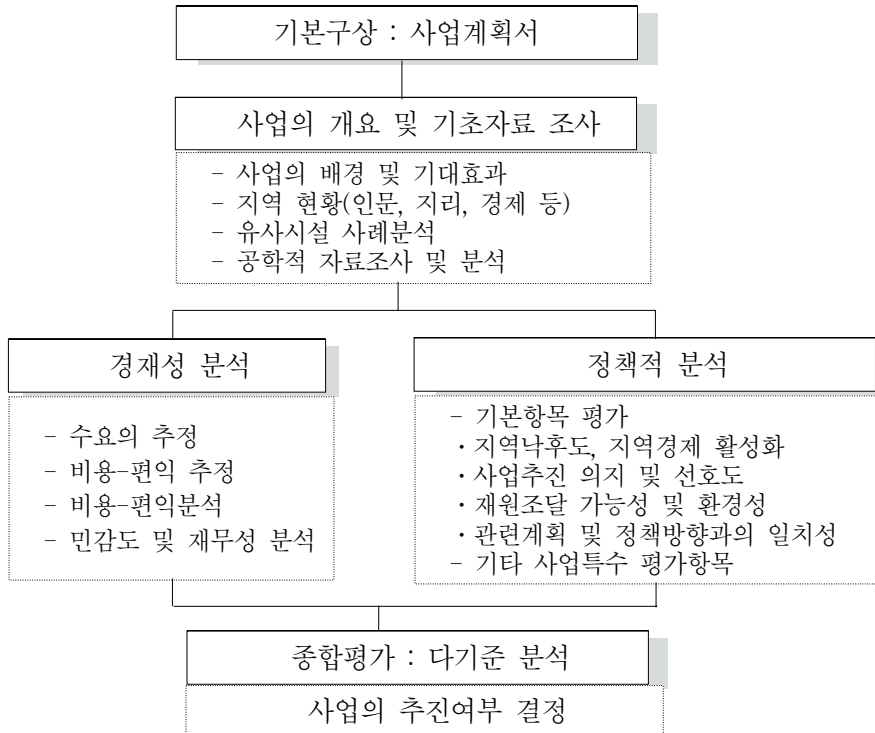 기본구상 : 사업계획서
사업의 개요 및 기초자료 조사
- 사업의 배경 및 기대효과
- 지역 현황(인문, 지리, 경제 등)
- 유사시설 사례분석
- 공학적 자료조사 및 분석
경재성 분석
- 수요의 추정
- 비용-편익 추정
- 비용-편익분석
- 민감도 및 재무성 분석
정책적 분석
- 기본항목 평가
・지역낙후도, 지역경제 활성화
・사업추진 의지 및 선호도
・재원조달 가능성 및 환경성
・관련계획 및 정책방향과의 일치성
- 기타 사업특수 평가항목
종합평가 : 다기준 분석
사업의 추진여부 결정